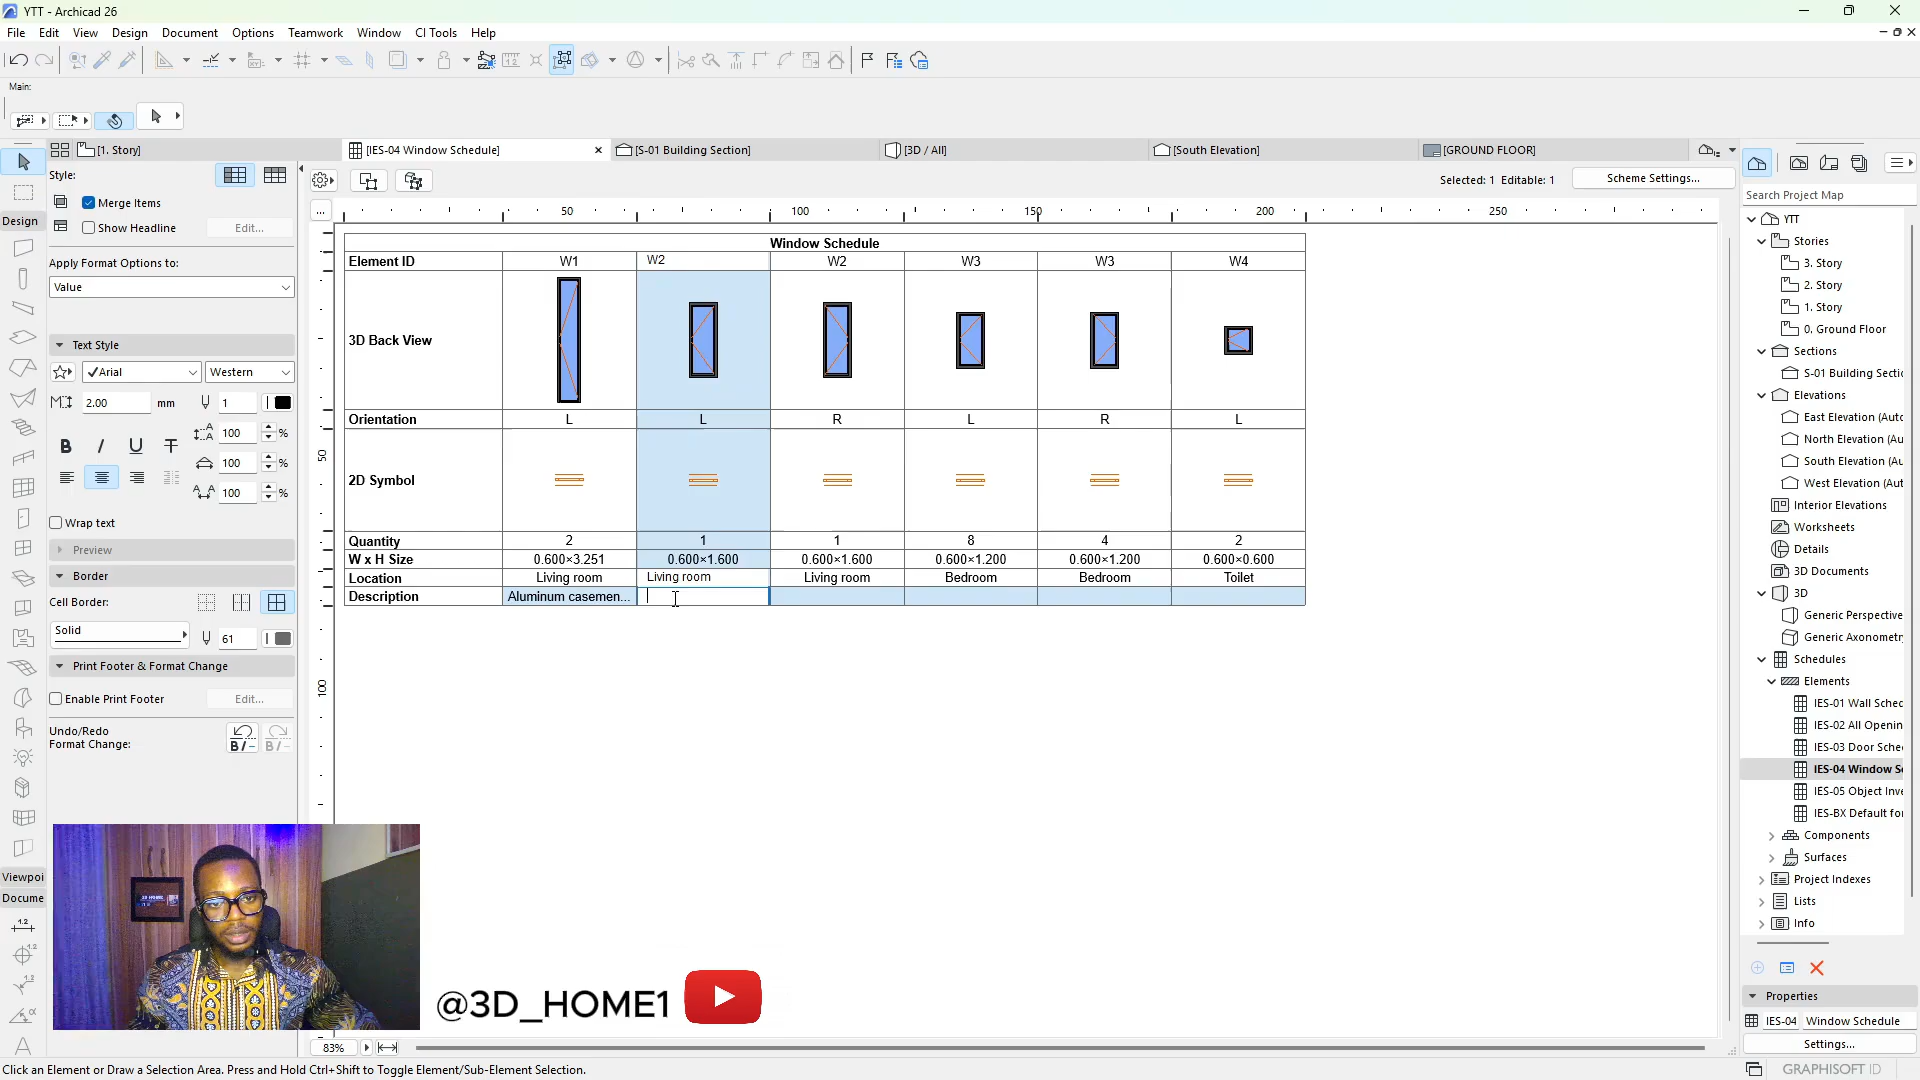 YTT - Archicad 26
File Edit View Design Document Options Teamwork Window CI Tools Help
Main:
[1. Story] [IES-04 Window Schedule] [S-01 Building Section] [3D / All] [South Elevation] [GROUND FLOOR]
Style:
Selected: 1 Editable: 1 Scheme Settings...
Merge Items
Show Headline Edit...
Apply Format Options to:
Value
Text Style
Arial Western
2.00 mm 1
100 %
100 %
100 %
Wrap text
Preview
Border
Cell Border:
Solid 61
Print Footer & Format Change
Enable Print Footer Edit...
Undo/Redo
Format Change:
Design
Viewpoi
Docume
50 100 150 200 250
50
100
Window Schedule
Element ID W1 W2 W2 W3 W3 W4
3D Back View
Orientation L L R L R L
2D Symbol
Quantity 2 1 1 8 4 2
W x H Size 0.600×3.251 0.600×1.600 0.600×1.600 0.600×1.200 0.600×1.200 0.600×0.600
Location Living room Living room Living room Bedroom Bedroom Toilet
Description Aluminum casemen...
Search Project Map
YTT
Stories
3. Story
2. Story
1. Story
0. Ground Floor
Sections
S-01 Building Sectio
Elevations
East Elevation (Auto
North Elevation (Au
South Elevation (Au
West Elevation (Aut
Interior Elevations
Worksheets
Details
3D Documents
3D
Generic Perspective
Generic Axonometr
Schedules
Elements
IES-01 Wall Sched
IES-02 All Openin
IES-03 Door Sche
IES-04 Window S
IES-05 Object Inve
IES-BX Default for
Components
Surfaces
Project Indexes
Lists
Info
Properties
IES-04 Window Schedule
Settings...
@3D_HOME1
83%
Click an Element or Draw a Selection Area. Press and Hold Ctrl+Shift to Toggle Element/Sub-Element Selection.
GRAPHISOFT ID